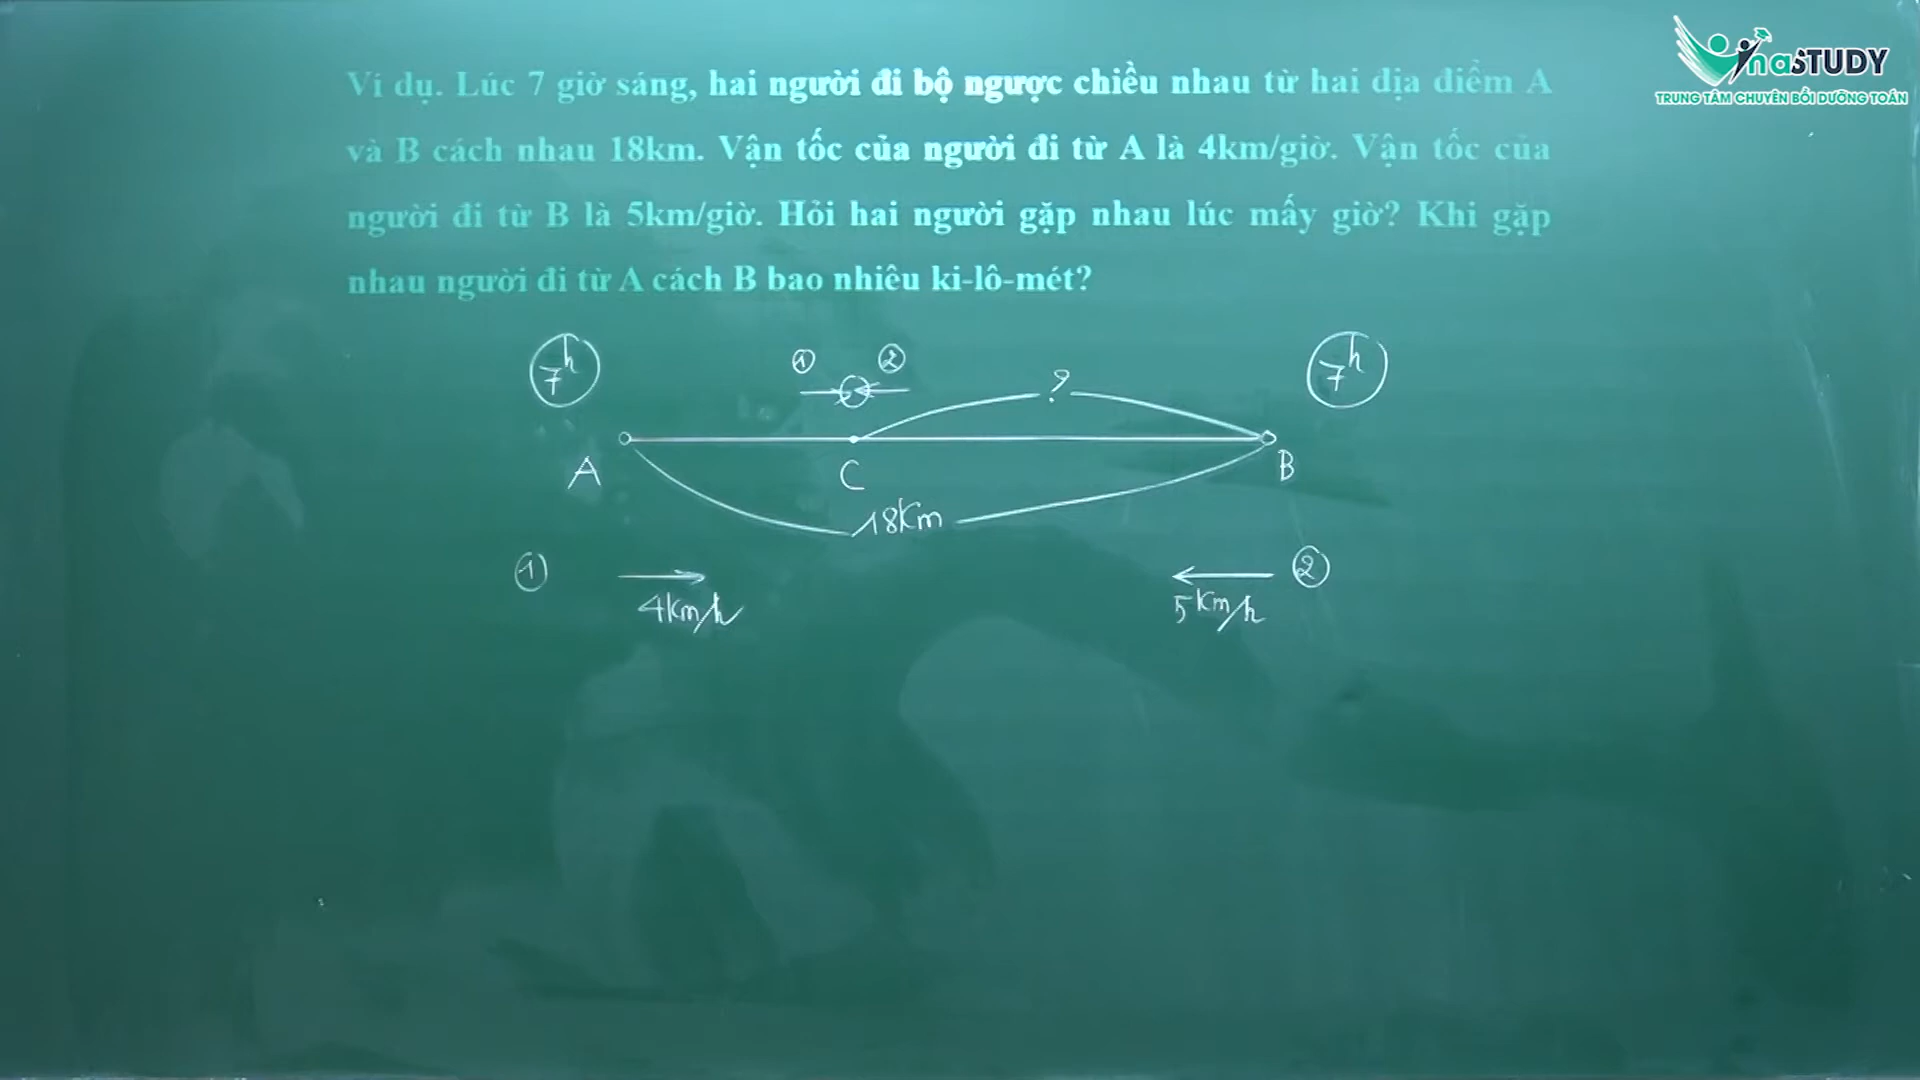 naSTUDY
TRUNG TÂM CHUYÊN BỒI DƯỠNG TOÁN
Ví dụ. Lúc 7 giờ sáng, hai người đi bộ ngược chiều nhau từ hai địa điểm A
và B cách nhau 18km. Vận tốc của người đi từ A là 4km/giờ. Vận tốc của
người đi từ B là 5km/giờ. Hỏi hai người gặp nhau lúc mấy giờ? Khi gặp
nhau người đi từ A cách B bao nhiêu ki-lô-mét?
7h
1 2
?
7h
A C B
18Km
1 2
4km/h 5km/h